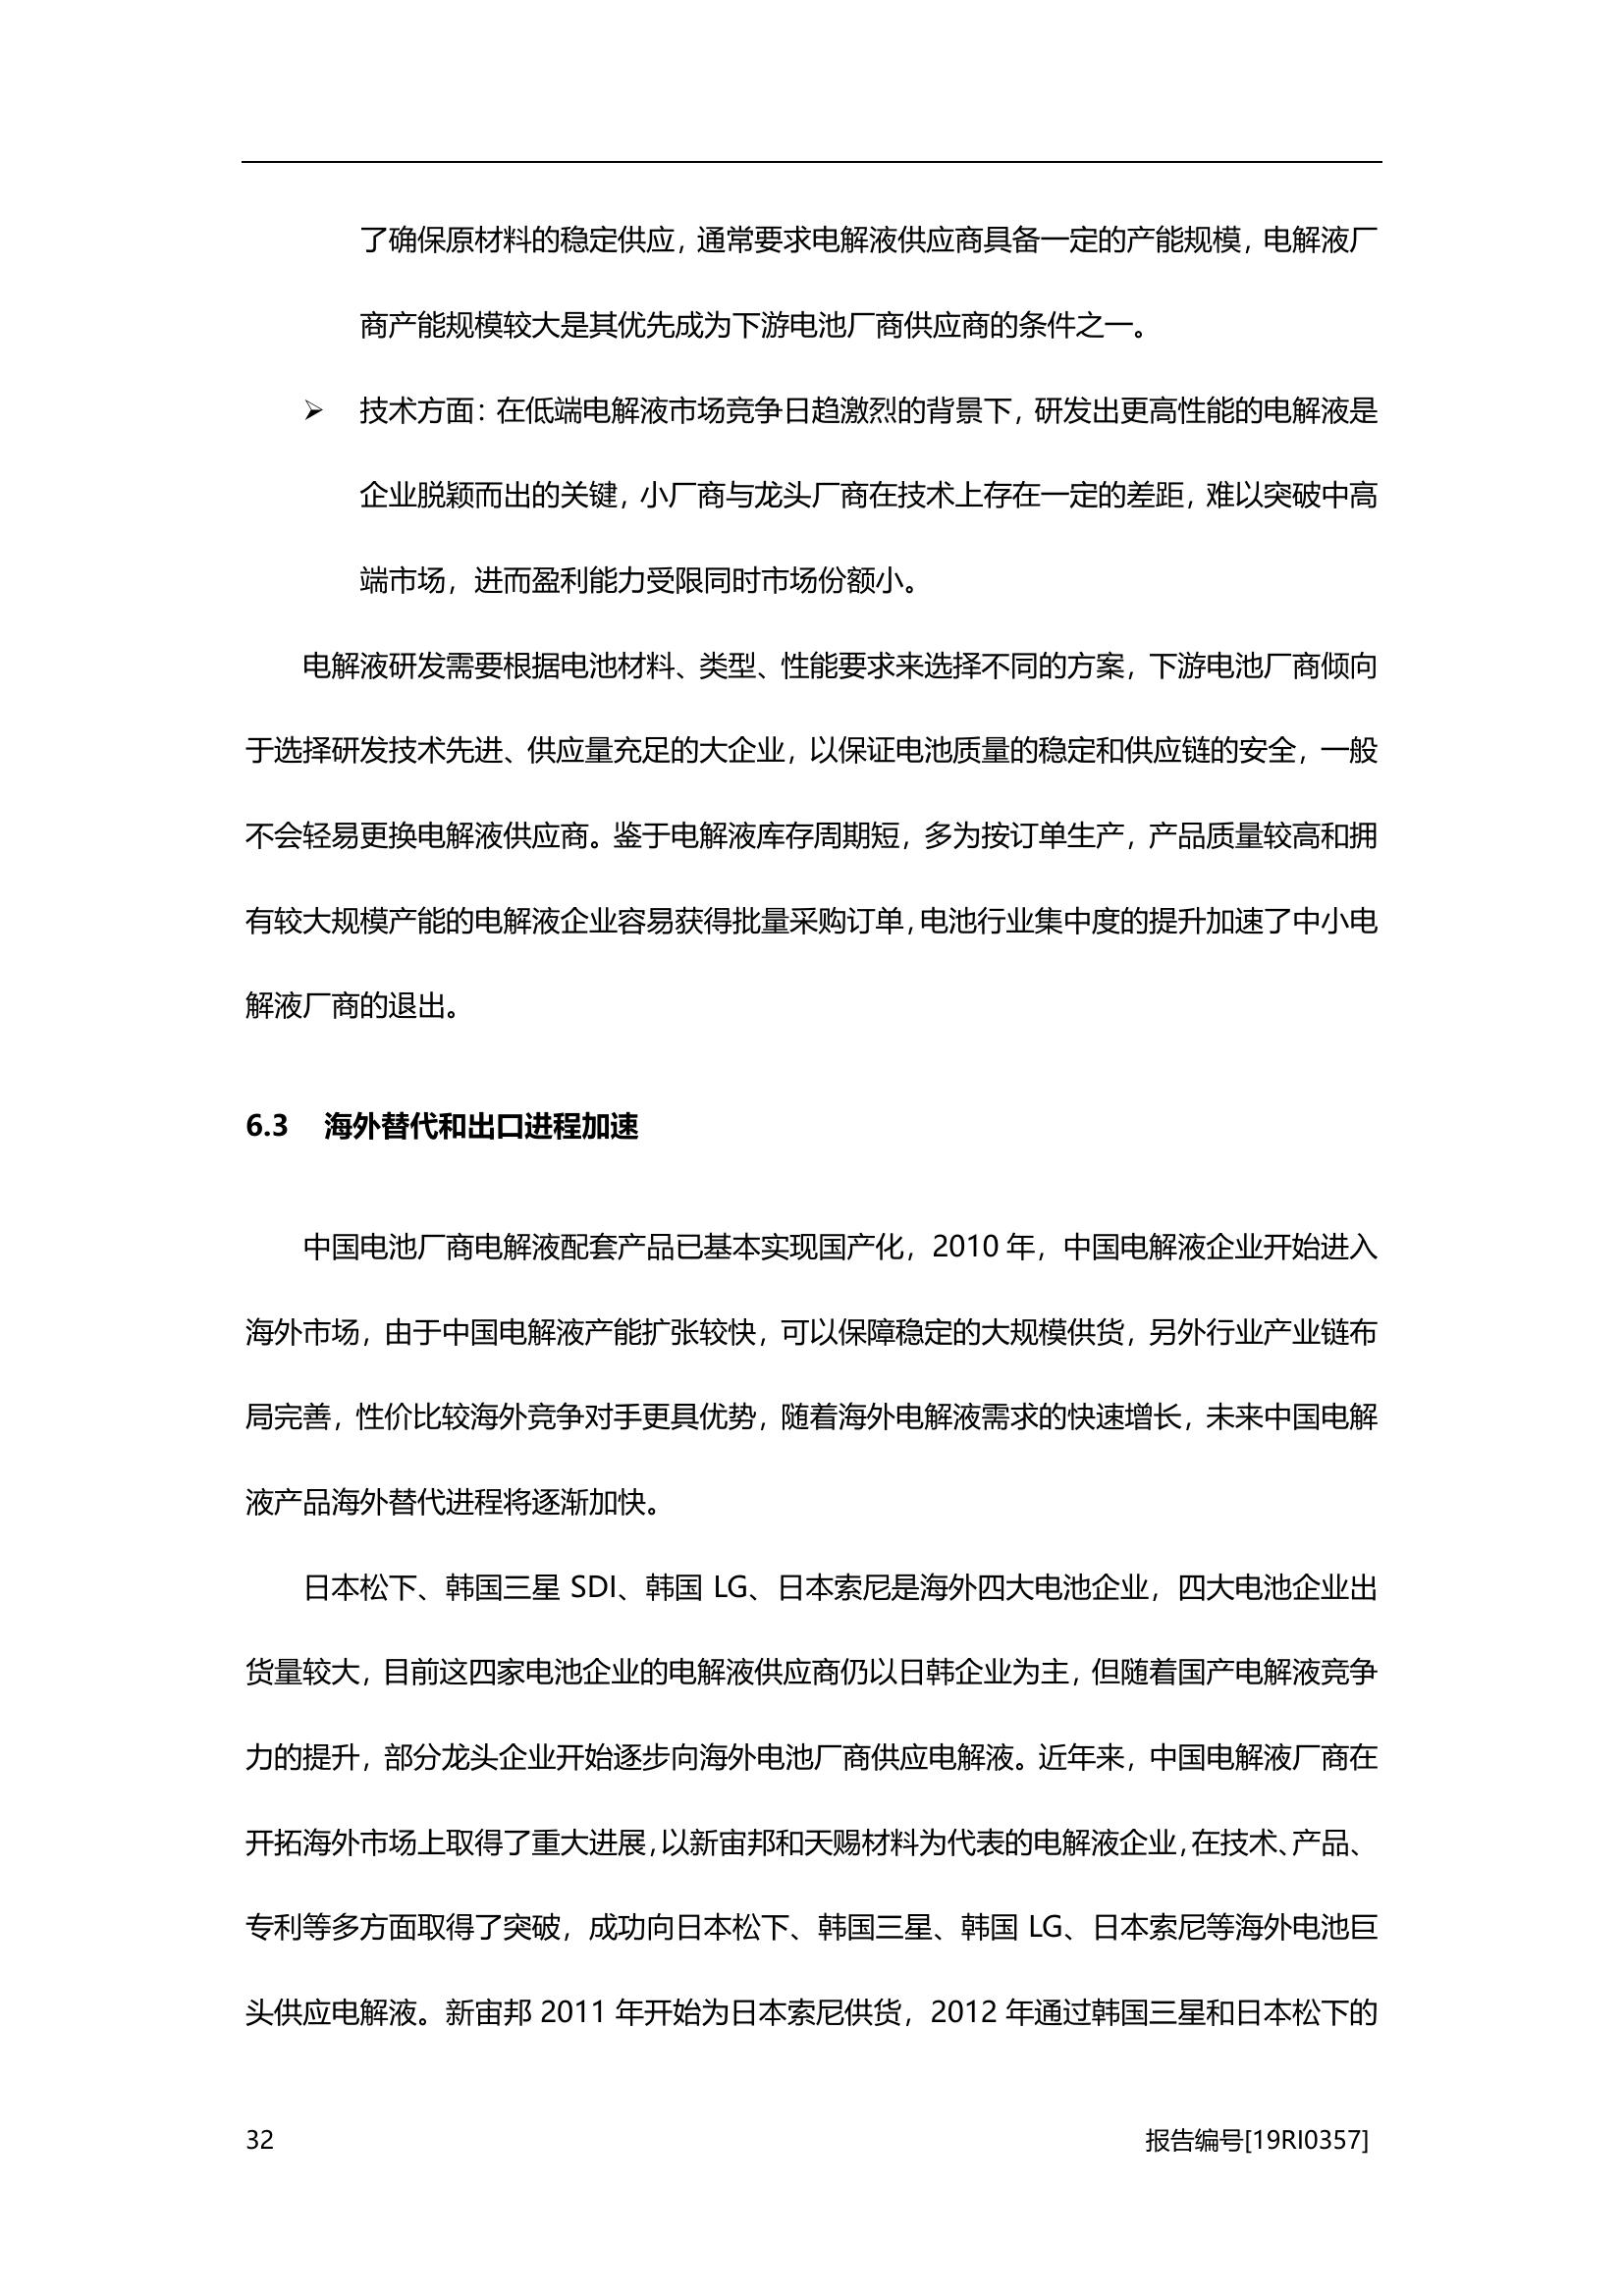 了确保原材料的稳定供应，通常要求电解液供应商具备一定的产能规模，电解液厂
商产能规模较大是其优先成为下游电池厂商供应商的条件之一。
➢ 技术方面：在低端电解液市场竞争日趋激烈的背景下，研发出更高性能的电解液是
企业脱颖而出的关键，小厂商与龙头厂商在技术上存在一定的差距，难以突破中高
端市场，进而盈利能力受限同时市场份额小。
电解液研发需要根据电池材料、类型、性能要求来选择不同的方案，下游电池厂商倾向
于选择研发技术先进、供应量充足的大企业，以保证电池质量的稳定和供应链的安全，一般
不会轻易更换电解液供应商。鉴于电解液库存周期短，多为按订单生产，产品质量较高和拥
有较大规模产能的电解液企业容易获得批量采购订单，电池行业集中度的提升加速了中小电
解液厂商的退出。
6.3 海外替代和出口进程加速
中国电池厂商电解液配套产品已基本实现国产化，2010 年，中国电解液企业开始进入
海外市场，由于中国电解液产能扩张较快，可以保障稳定的大规模供货，另外行业产业链布
局完善，性价比较海外竞争对手更具优势，随着海外电解液需求的快速增长，未来中国电解
液产品海外替代进程将逐渐加快。
日本松下、韩国三星 SDI、韩国 LG、日本索尼是海外四大电池企业，四大电池企业出
货量较大，目前这四家电池企业的电解液供应商仍以日韩企业为主，但随着国产电解液竞争
力的提升，部分龙头企业开始逐步向海外电池厂商供应电解液。近年来，中国电解液厂商在
开拓海外市场上取得了重大进展，以新宙邦和天赐材料为代表的电解液企业，在技术、产品、
专利等多方面取得了突破，成功向日本松下、韩国三星、韩国 LG、日本索尼等海外电池巨
头供应电解液。新宙邦 2011 年开始为日本索尼供货，2012 年通过韩国三星和日本松下的
32 报告编号[19RI0357]